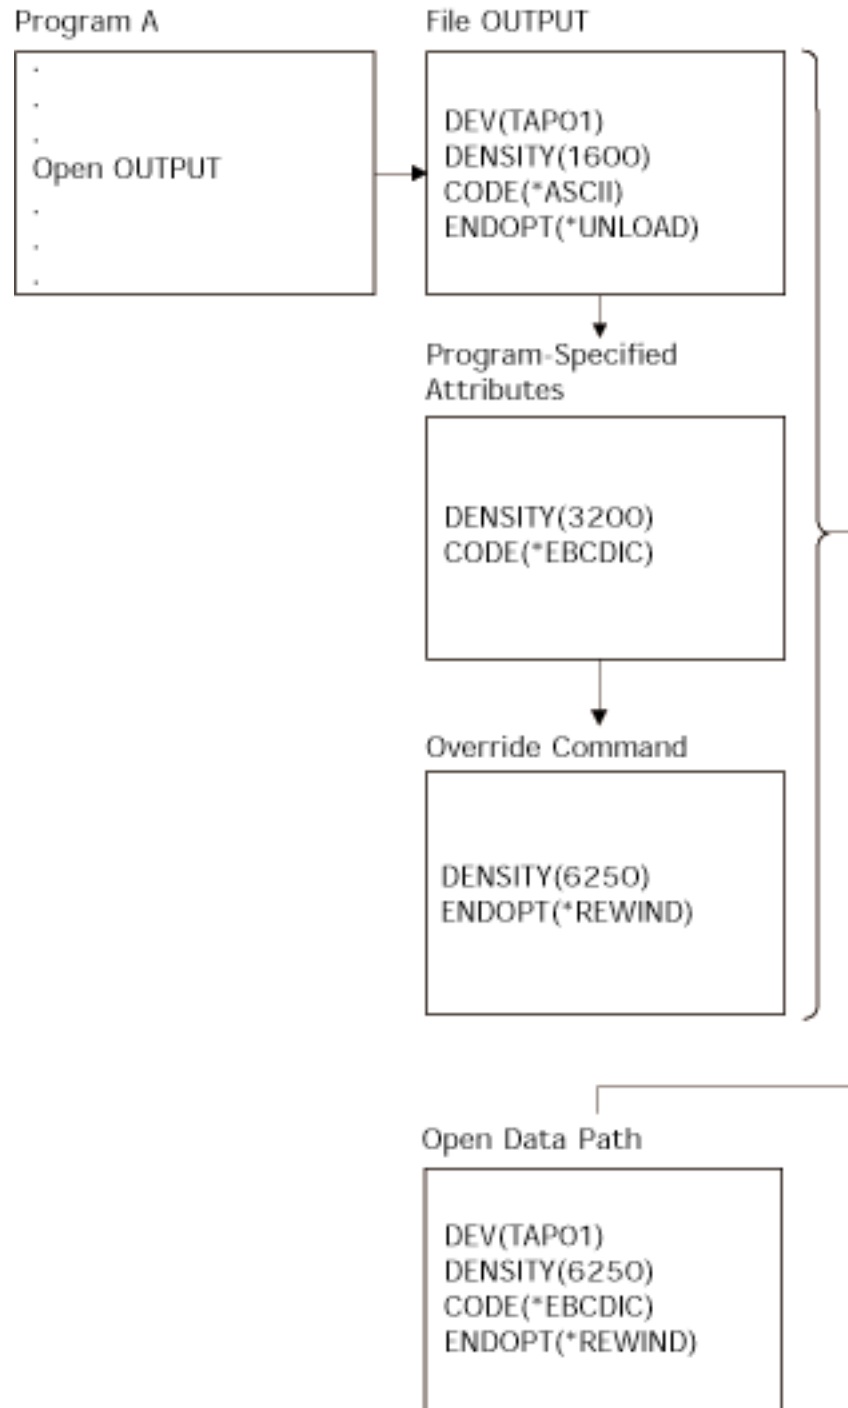 Program A
.
.
.
Open OUTPUT
.
.
.
File OUTPUT
DEV(TAP01)
DENSITY(1600)
CODE(*ASCII)
ENDOPT(*UNLOAD)
Program-Specified
Attributes
DENSITY(3200)
CODE(*EBCDIC)
Override Command
DENSITY(6250)
ENDOPT(*REWIND)
Open Data Path
DEV(TAP01)
DENSITY(6250)
CODE(*EBCDIC)
ENDOPT(*REWIND)